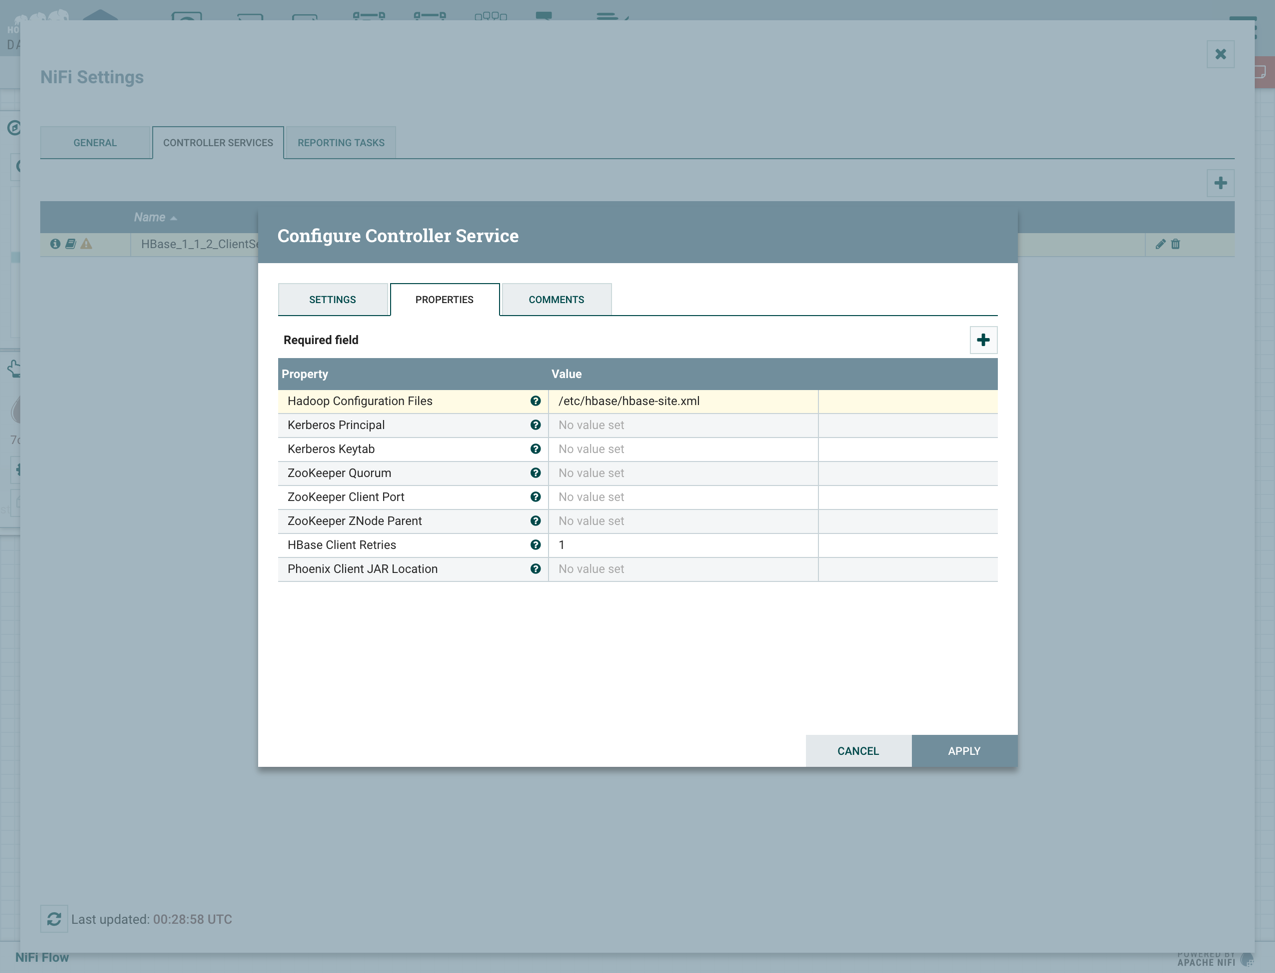 NiFi Settings
GENERAL
CONTROLLER SERVICES
REPORTING TASKS
Name
HBase_1_1_2_ClientSe
Configure Controller Service
SETTINGS
PROPERTIES
COMMENTS
Required field
Property Value
Hadoop Configuration Files /etc/hbase/hbase-site.xml
Kerberos Principal No value set
Kerberos Keytab No value set
ZooKeeper Quorum No value set
ZooKeeper Client Port No value set
ZooKeeper ZNode Parent No value set
HBase Client Retries 1
Phoenix Client JAR Location No value set
CANCEL
APPLY
Last updated: 00:28:58 UTC
NiFi Flow
POWERED BY
APACHE NIFI